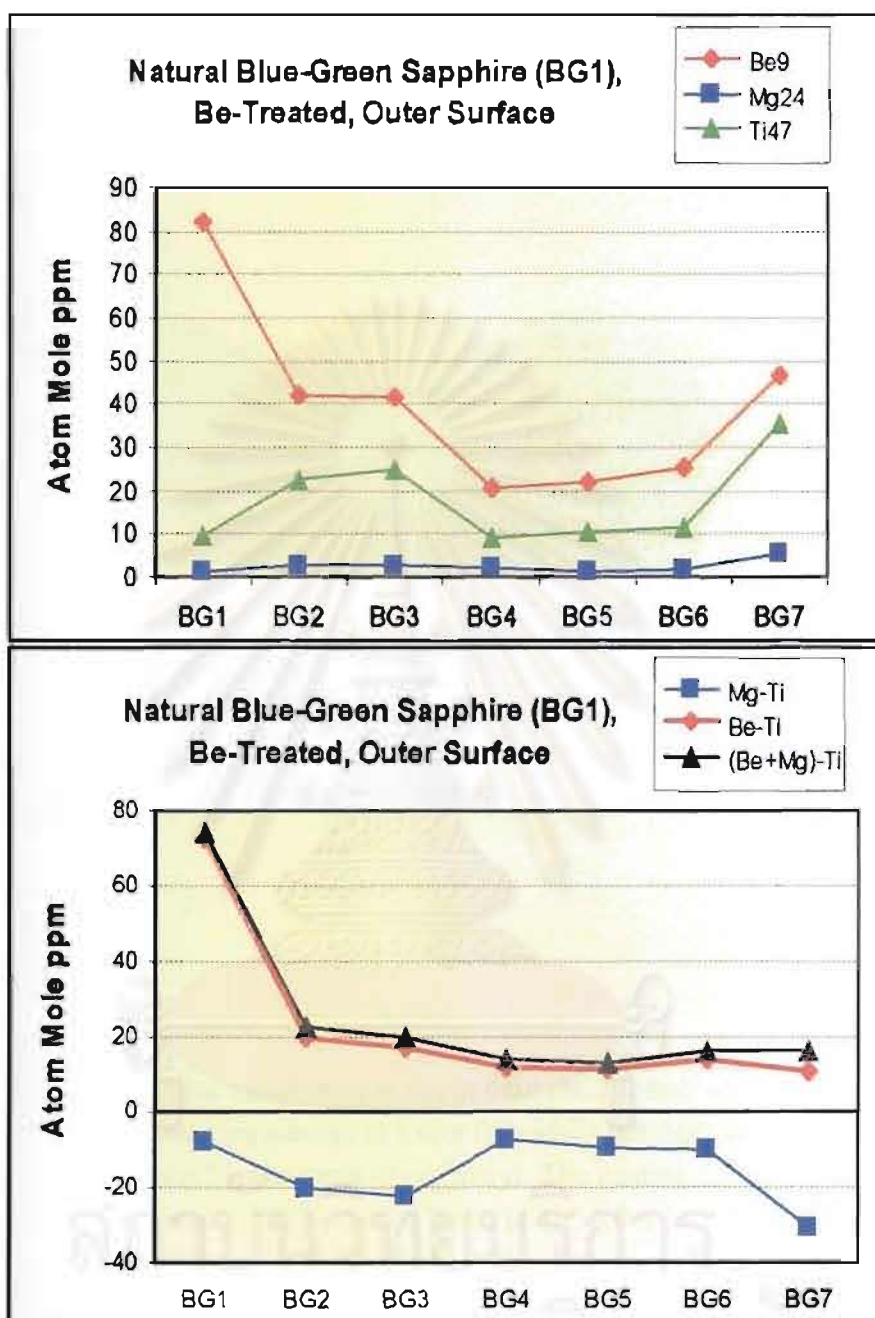 Natural Blue-Green Sapphire (BG1),
Be-Treated, Outer Surface
Be9
Mg24
Ti47
Atom Mole ppm
90
80
70
60
50
40
30
20
10
0
BG1 BG2 BG3 BG4 BG5 BG6 BG7
Natural Blue-Green Sapphire (BG1),
Be-Treated, Outer Surface
Mg-Ti
Be-Ti
(Be+Mg)-Ti
Atom Mole ppm
80
60
40
20
0
-20
-40
BG1 BG2 BG3 BG4 BG5 BG6 BG7